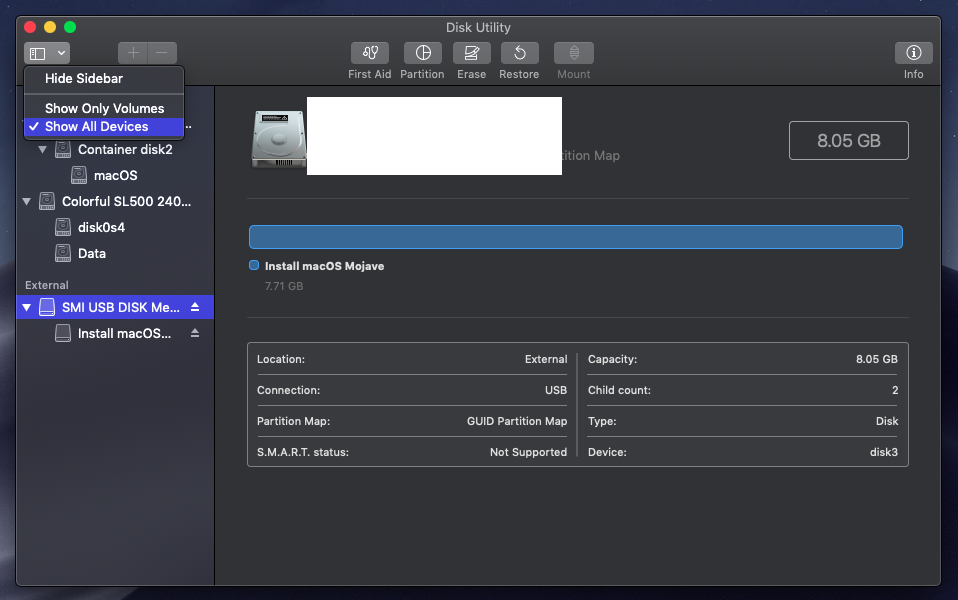 Disk Utility
First Aid
Partition
Erase
Restore
Mount
Info
Hide Sidebar
Show Only Volumes
✓ Show All Devices
Container disk2
macOS
Colorful SL500 240...
disk0s4
Data
External
SMI USB DISK Me...
Install macOS...
Partition Map
8.05 GB
Install macOS Mojave
7.71 GB
Location: External
Connection: USB
Partition Map: GUID Partition Map
S.M.A.R.T. status: Not Supported
Capacity: 8.05 GB
Child count: 2
Type: Disk
Device: disk3